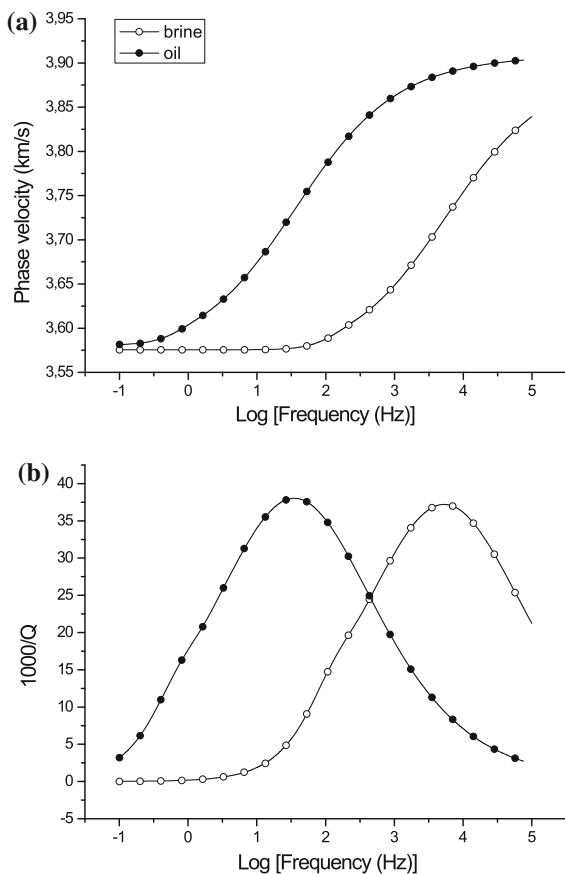 (a)
brine
oil
3,95
3,90
3,85
3,80
3,75
3,70
3,65
3,60
3,55
Phase velocity (km/s)
-1 0 1 2 3 4 5
Log [Frequency (Hz)]
(b)
40
35
30
25
20
15
10
5
0
-5
1000/Q
-1 0 1 2 3 4 5
Log [Frequency (Hz)]